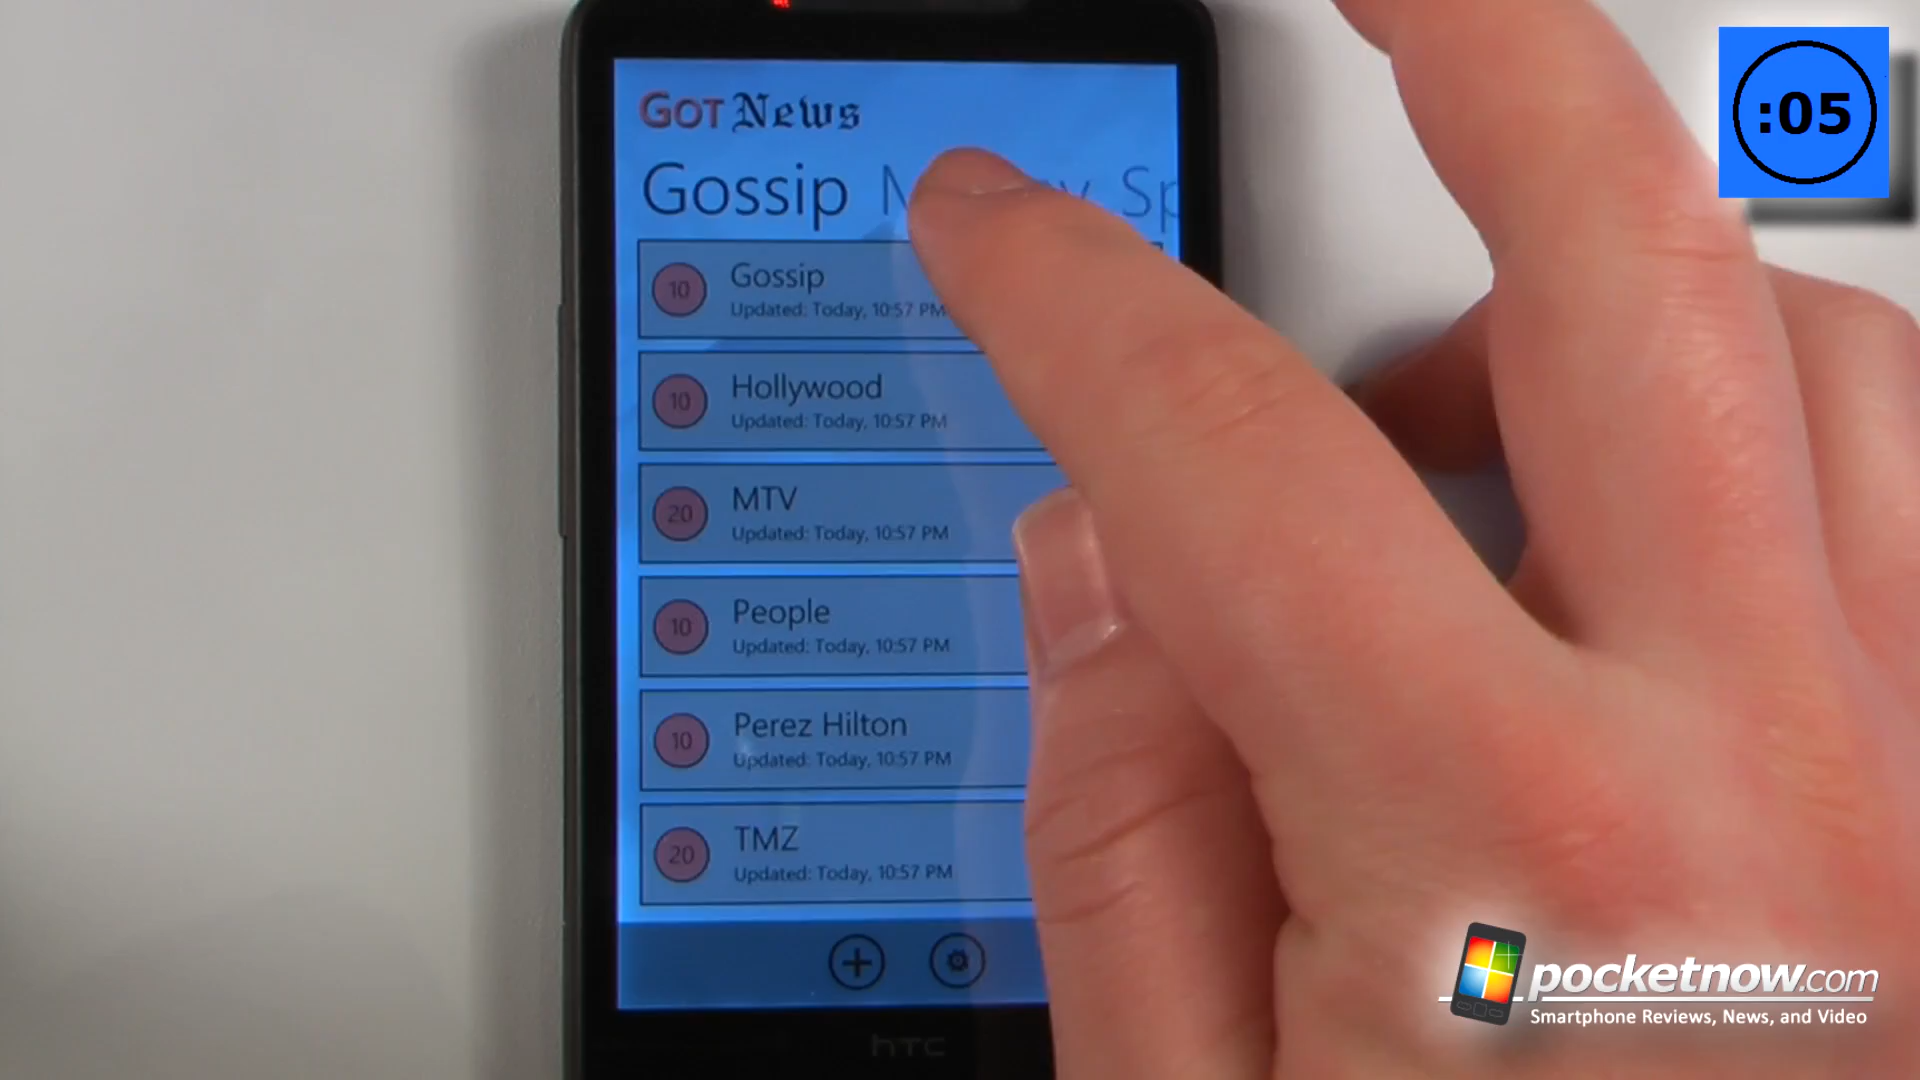 :05
GOT News
Gossip
10
Gossip
Updated: Today, 10:57 PM
10
Hollywood
Updated: Today, 10:57 PM
20
MTV
Updated: Today, 10:57 PM
10
People
Updated: Today, 10:57 PM
10
Perez Hilton
Updated: Today, 10:57 PM
20
TMZ
Updated: Today, 10:57 PM
hTC
pocketnow.com
Smartphone Reviews, News, and Video